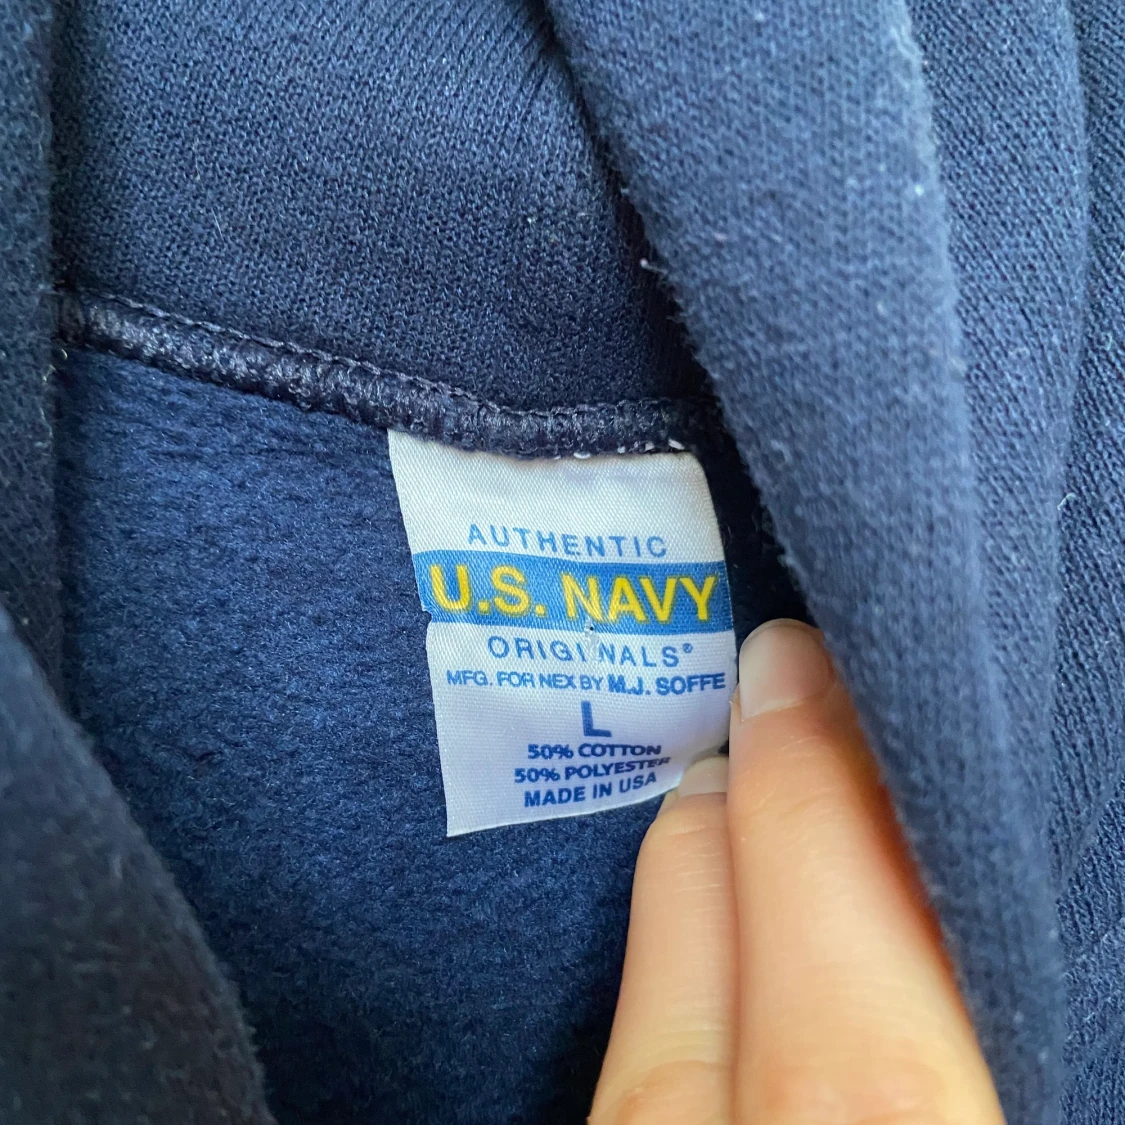 AUTHENTIC
U.S. NAVY
ORIGINALS®
MFG. FOR NEX BY M.J. SOFFE
L
50% COTTON
50% POLYESTER
MADE IN USA